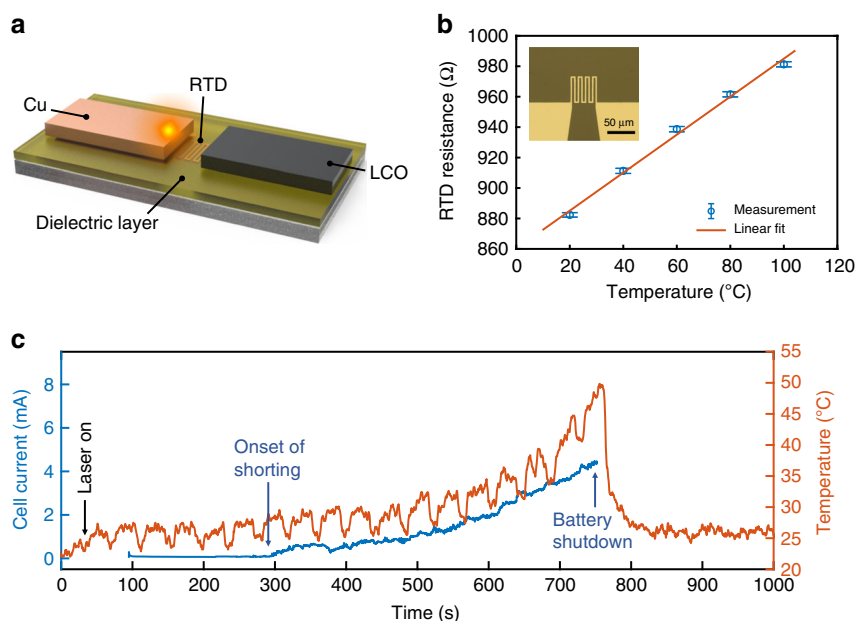 a
RTD
Cu
LCO
Dielectric layer
b
RTD resistance (Ω)
1000
980
960
940
920
900
880
860
50 μm
Measurement
Linear fit
0
20
40
60
80
100
120
Temperature (°C)
c
Cell current (mA)
8
6
4
2
0
Laser on
Onset of
shorting
Battery
shutdown
55
50
45
40
35
30
25
20
Temperature (°C)
0
100
200
300
400
500
600
700
800
900
1000
Time (s)